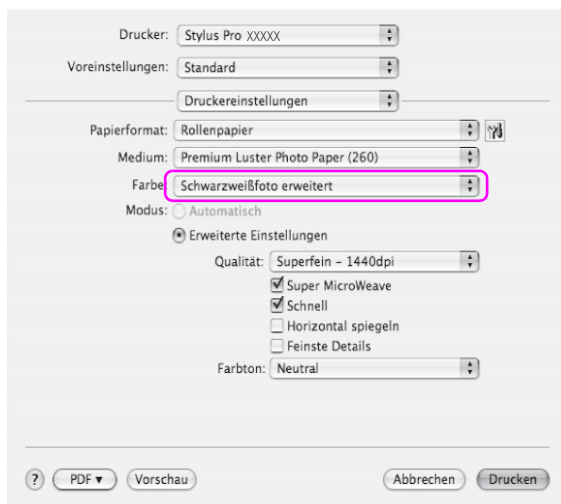 Drucker: Stylus Pro XXXXX
Voreinstellungen: Standard
Druckereinstellungen
Papierformat: Rollenpapier
Medium: Premium Luster Photo Paper (260)
Farbe Schwarzweißfoto erweitert
Modus: Automatisch
Erweiterte Einstellungen
Qualität: Superfein - 1440dpi
Super MicroWeave
Schnell
Horizontal spiegeln
Feinste Details
Farbton: Neutral
? PDF ▾ Vorschau Abbrechen Drucken